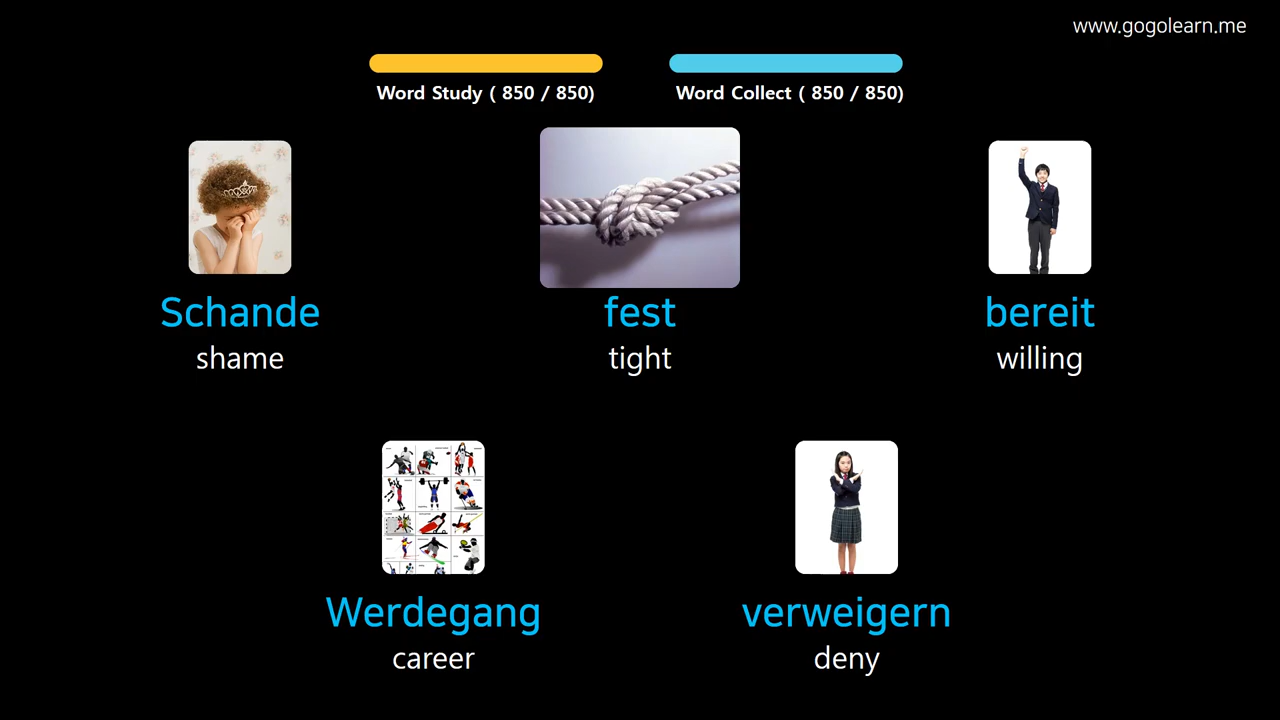 www.gogolearn.me
Word Study ( 850 / 850)
Word Collect ( 850 / 850)
Schande
shame
fest
tight
bereit
willing
Werdegang
career
verweigern
deny